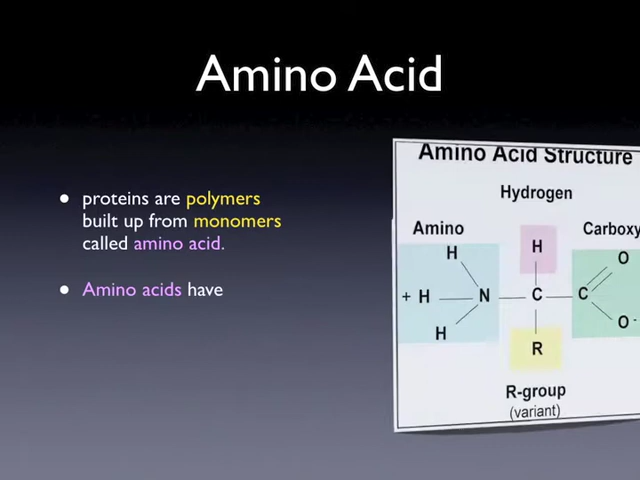 Amino Acid
proteins are polymers
built up from monomers
called amino acid.
Amino acids have
Amino Acid Structure
Hydrogen
Amino
Carboxy
H
H
O
+ H
N
C
C
H
O -
R
R-group
(variant)